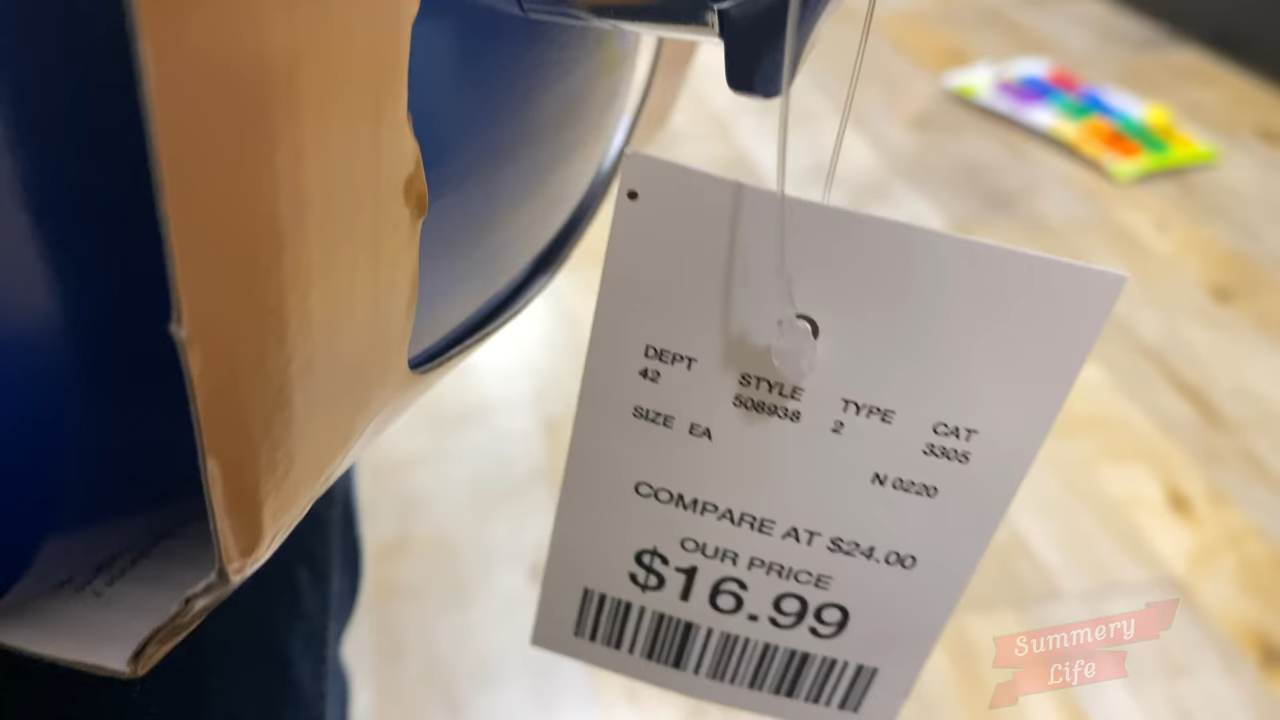 DEPT STYLE TYPE CAT
42 508938 2 3305
SIZE EA
N 0220
COMPARE AT $24.00
OUR PRICE
$16.99
Summery
Life